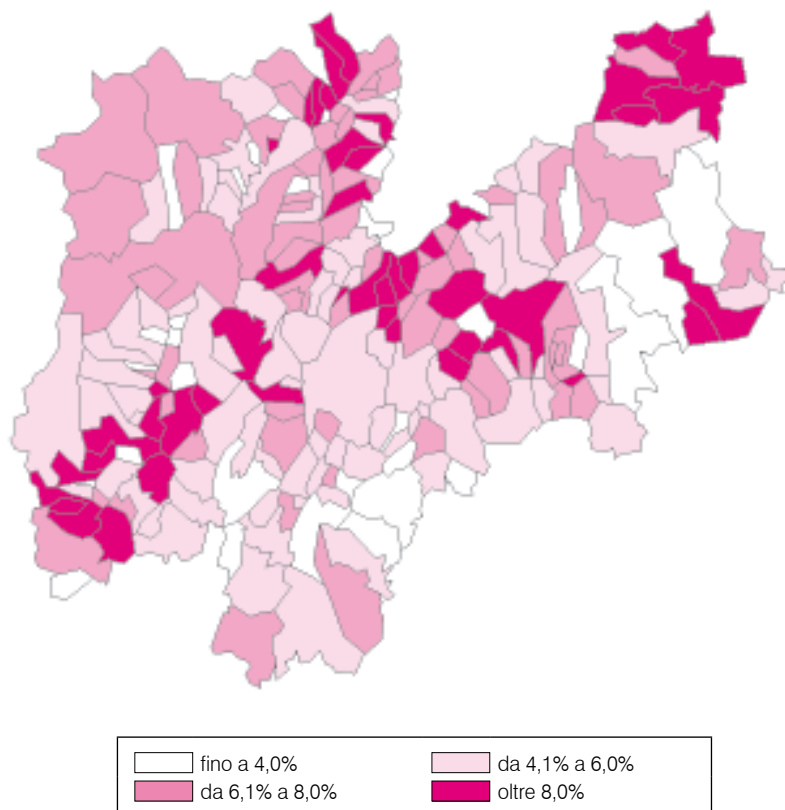 fino a 4,0% da 4,1% a 6,0%
da 6,1% a 8,0% oltre 8,0%